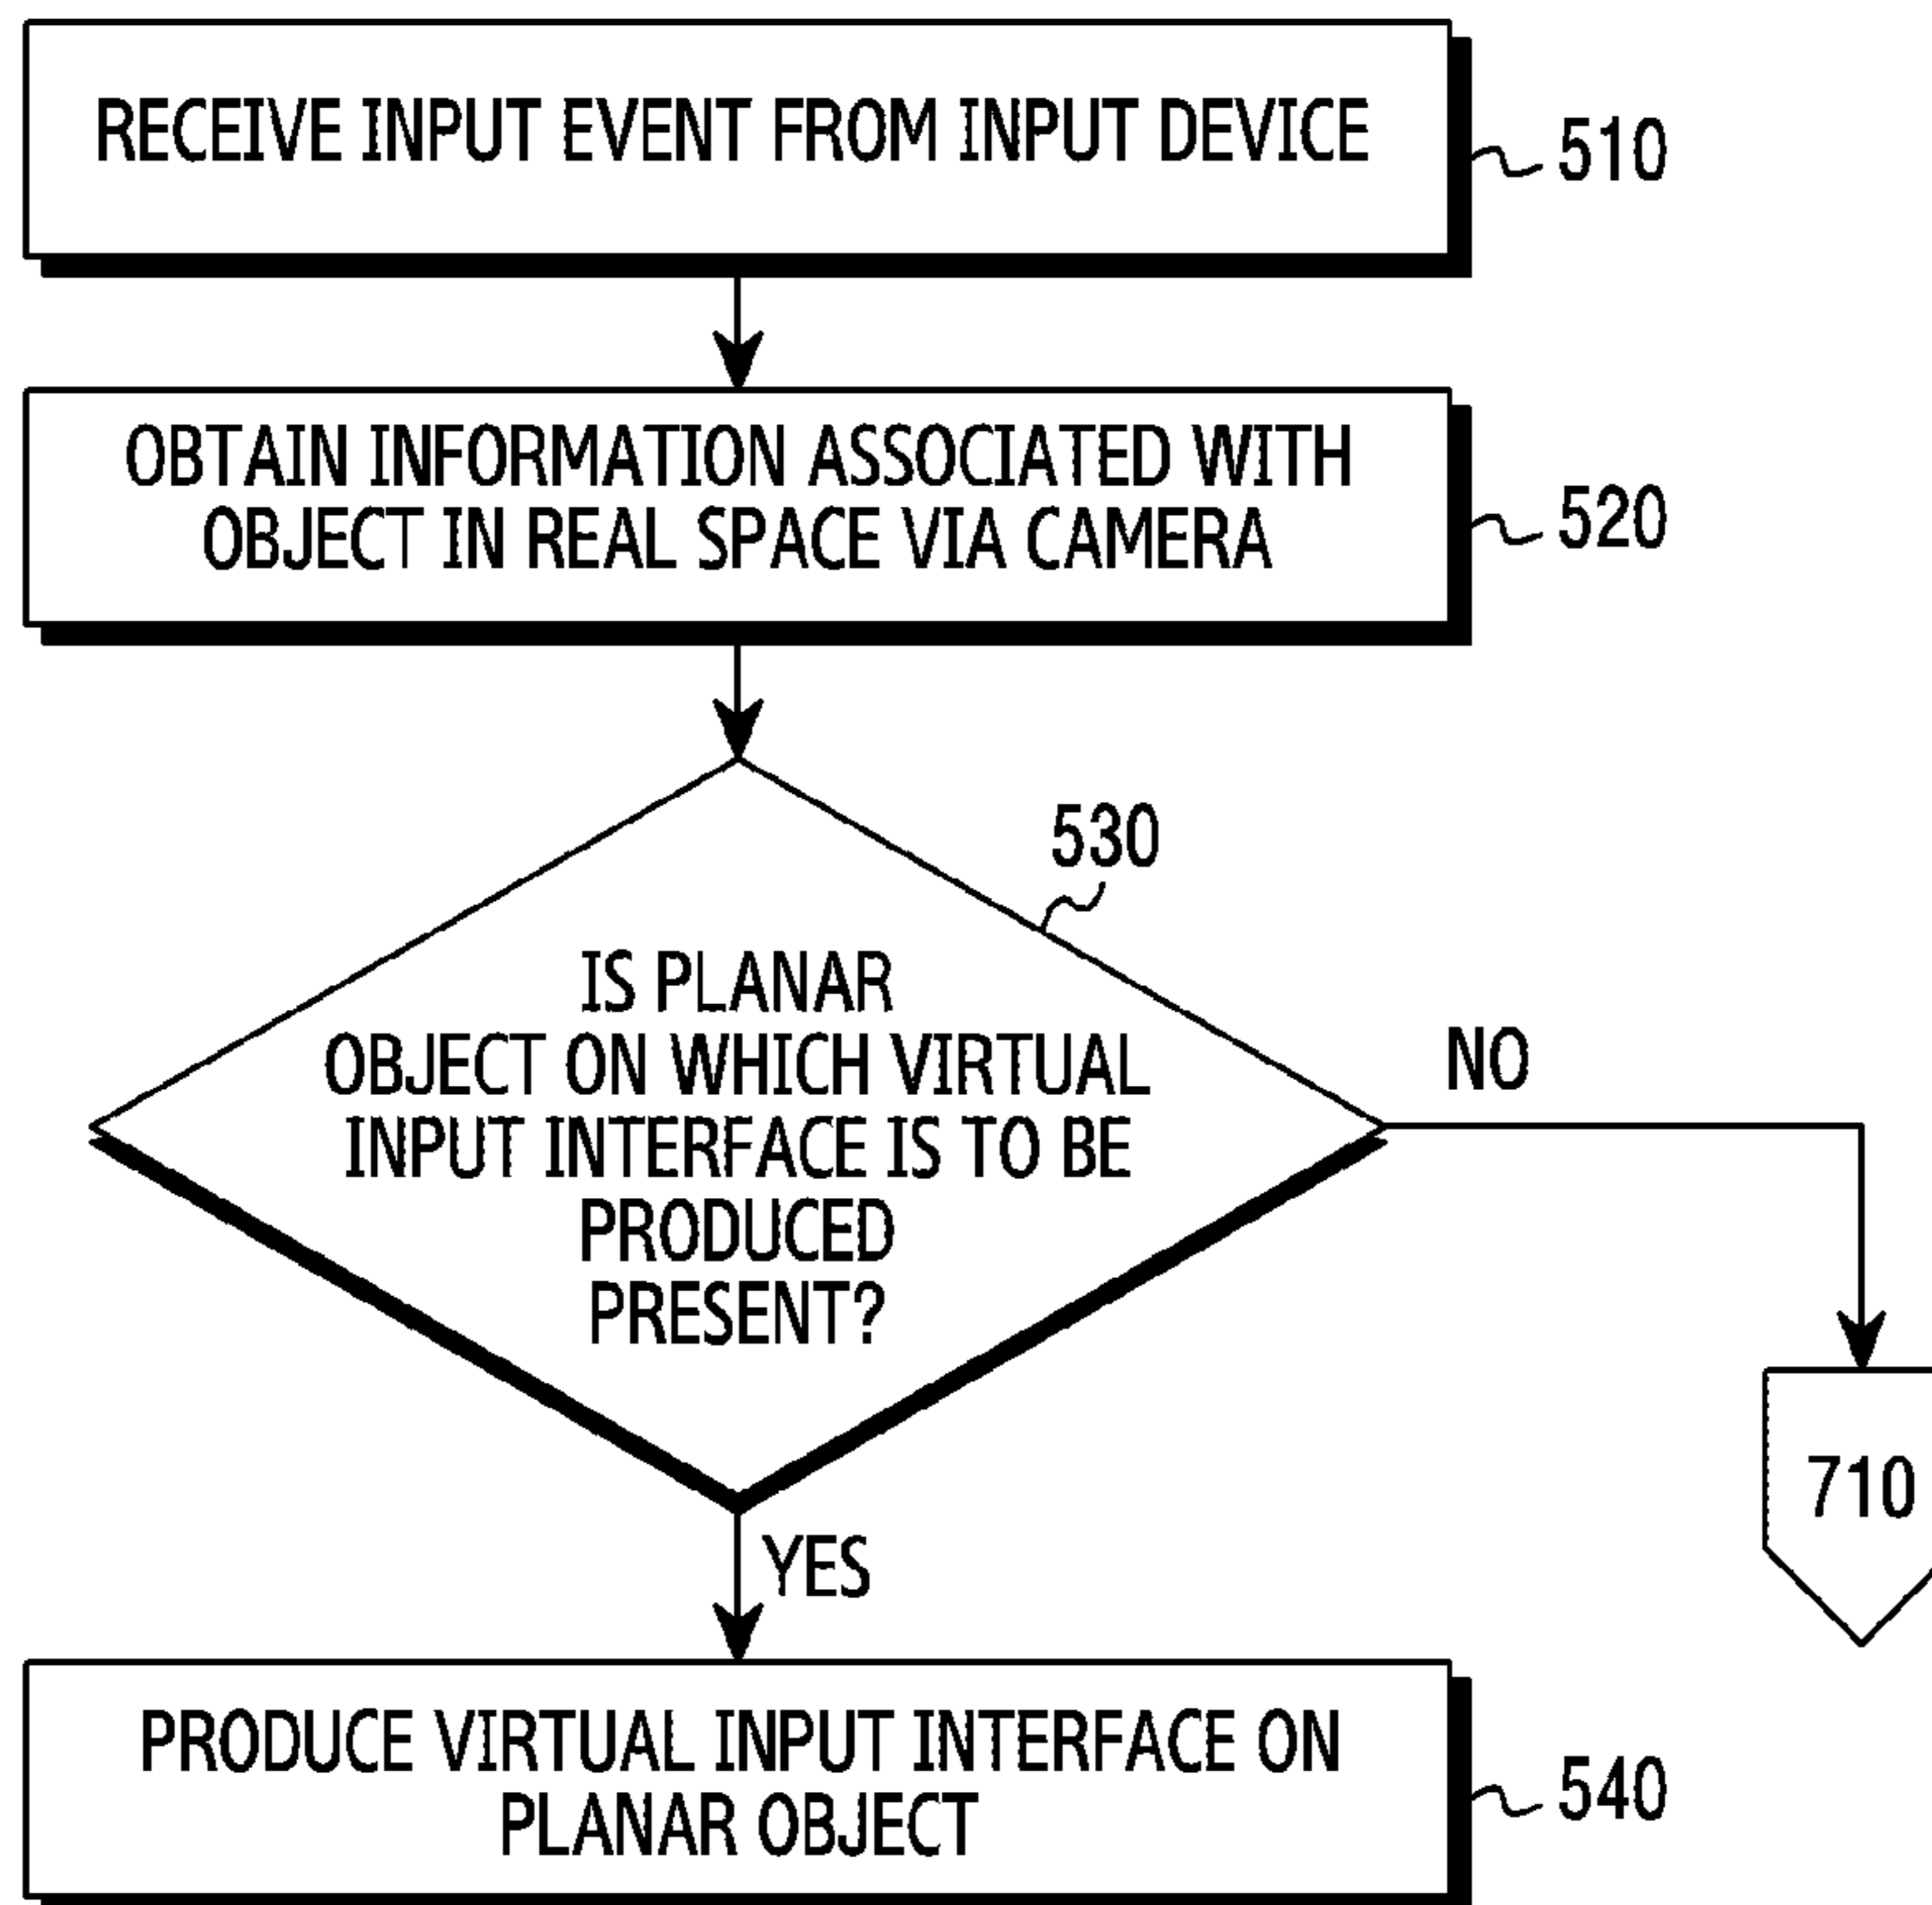 RECEIVE INPUT EVENT FROM INPUT DEVICE
510
OBTAIN INFORMATION ASSOCIATED WITH
OBJECT IN REAL SPACE VIA CAMERA
520
530
IS PLANAR
OBJECT ON WHICH VIRTUAL
INPUT INTERFACE IS TO BE
PRODUCED
PRESENT?
NO
710
YES
PRODUCE VIRTUAL INPUT INTERFACE ON
PLANAR OBJECT
540